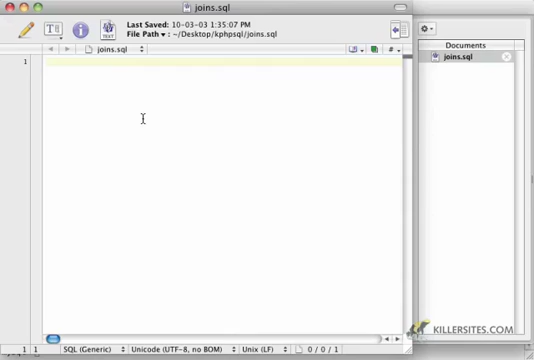 joins.sql
Last Saved: 10-03-03 1:35:07 PM
File Path ▾ : ~/Desktop/kphpsql/joins.sql
TEXT
joins.sql
#
1
Documents
joins.sql
KILLERSITES.COM
1 1 SQL (Generic) Unicode (UTF-8, no BOM) Unix (LF) 0 / 0 / 1